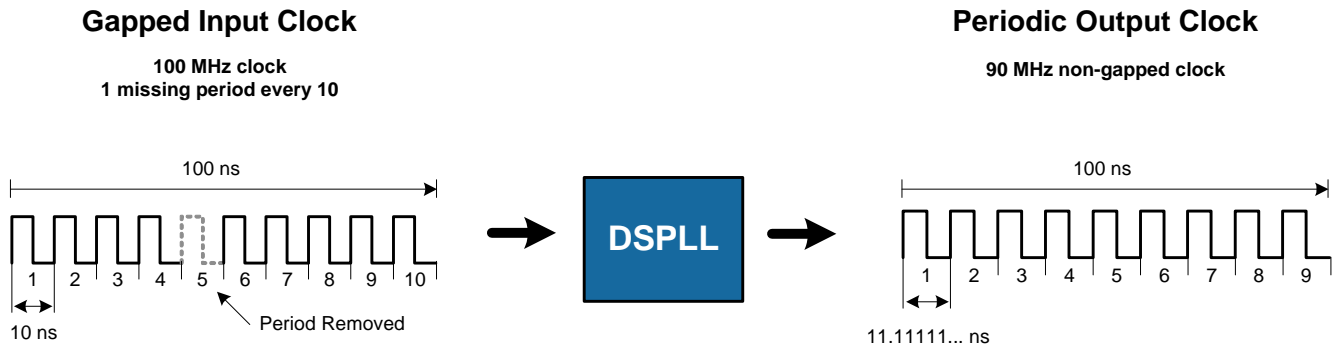 Gapped Input Clock
100 MHz clock
1 missing period every 10
100 ns
1 2 3 4 5 6 7 8 9 10
10 ns
Period Removed
DSPLL
Periodic Output Clock
90 MHz non-gapped clock
100 ns
1 2 3 4 5 6 7 8 9
11.11111... ns